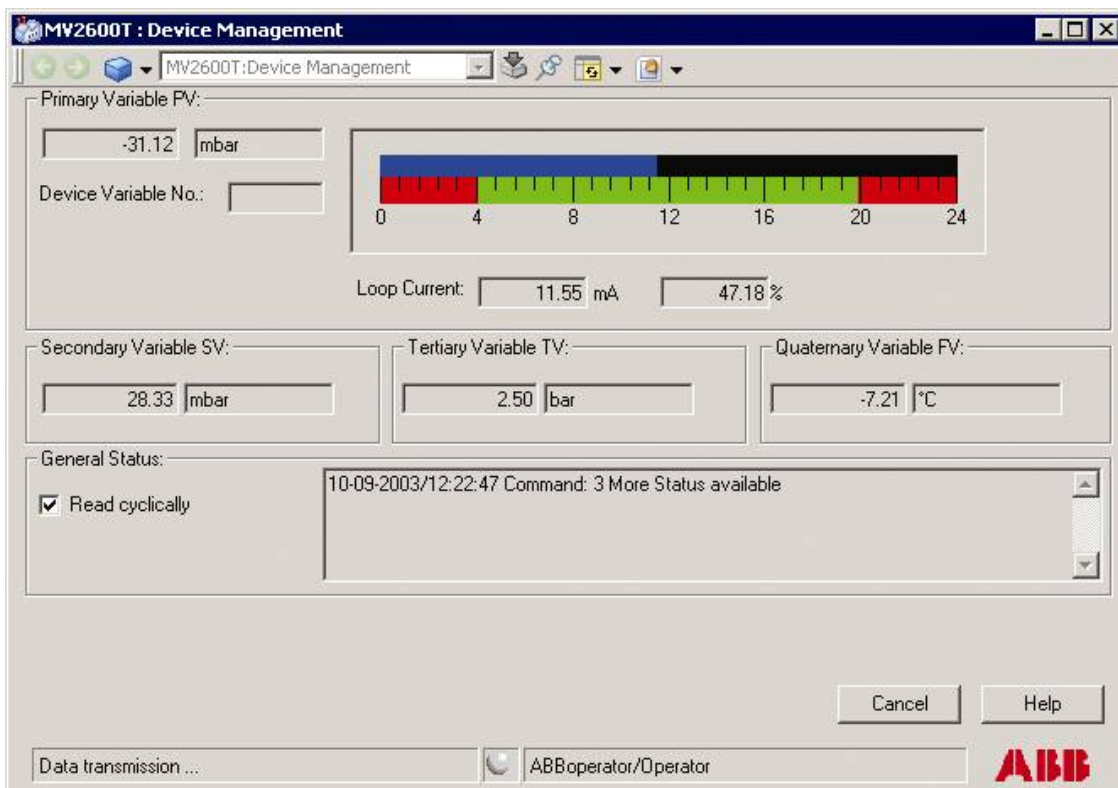 MV2600T : Device Management
MV2600T:Device Management
Primary Variable PV:
-31.12 mbar
Device Variable No.:
0 4 8 12 16 20 24
Loop Current: 11.55 mA 47.18 %
Secondary Variable SV: Tertiary Variable TV: Quaternary Variable FV:
28.33 mbar 2.50 bar -7.21 °C
General Status:
10-09-2003/12:22:47 Command: 3 More Status available
Read cyclically
Cancel Help
Data transmission ... ABBoperator/Operator ABB